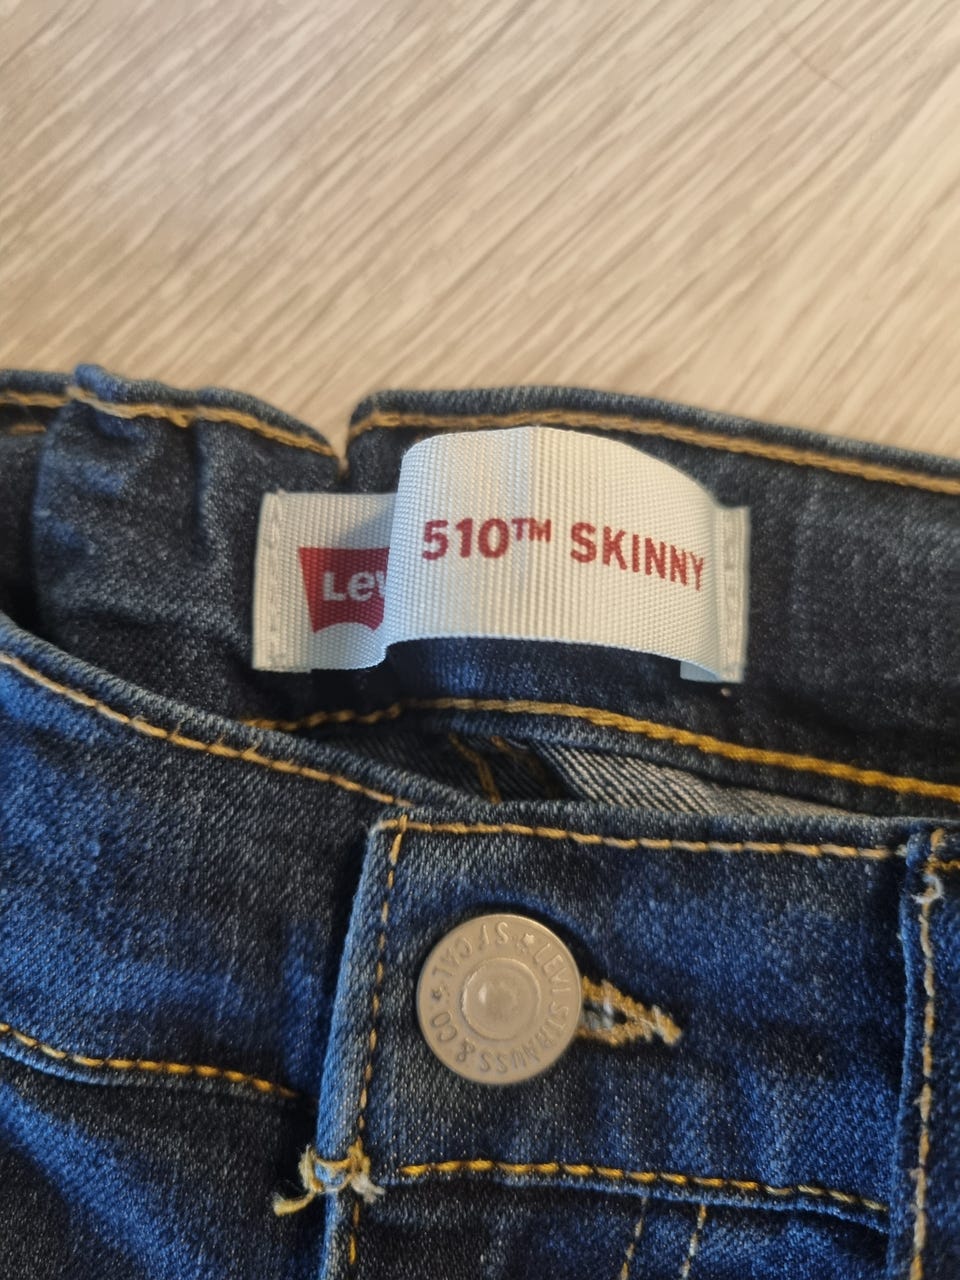 Lev
510™ SKINNY
LEVI STRAUSS & CO
S F CAL